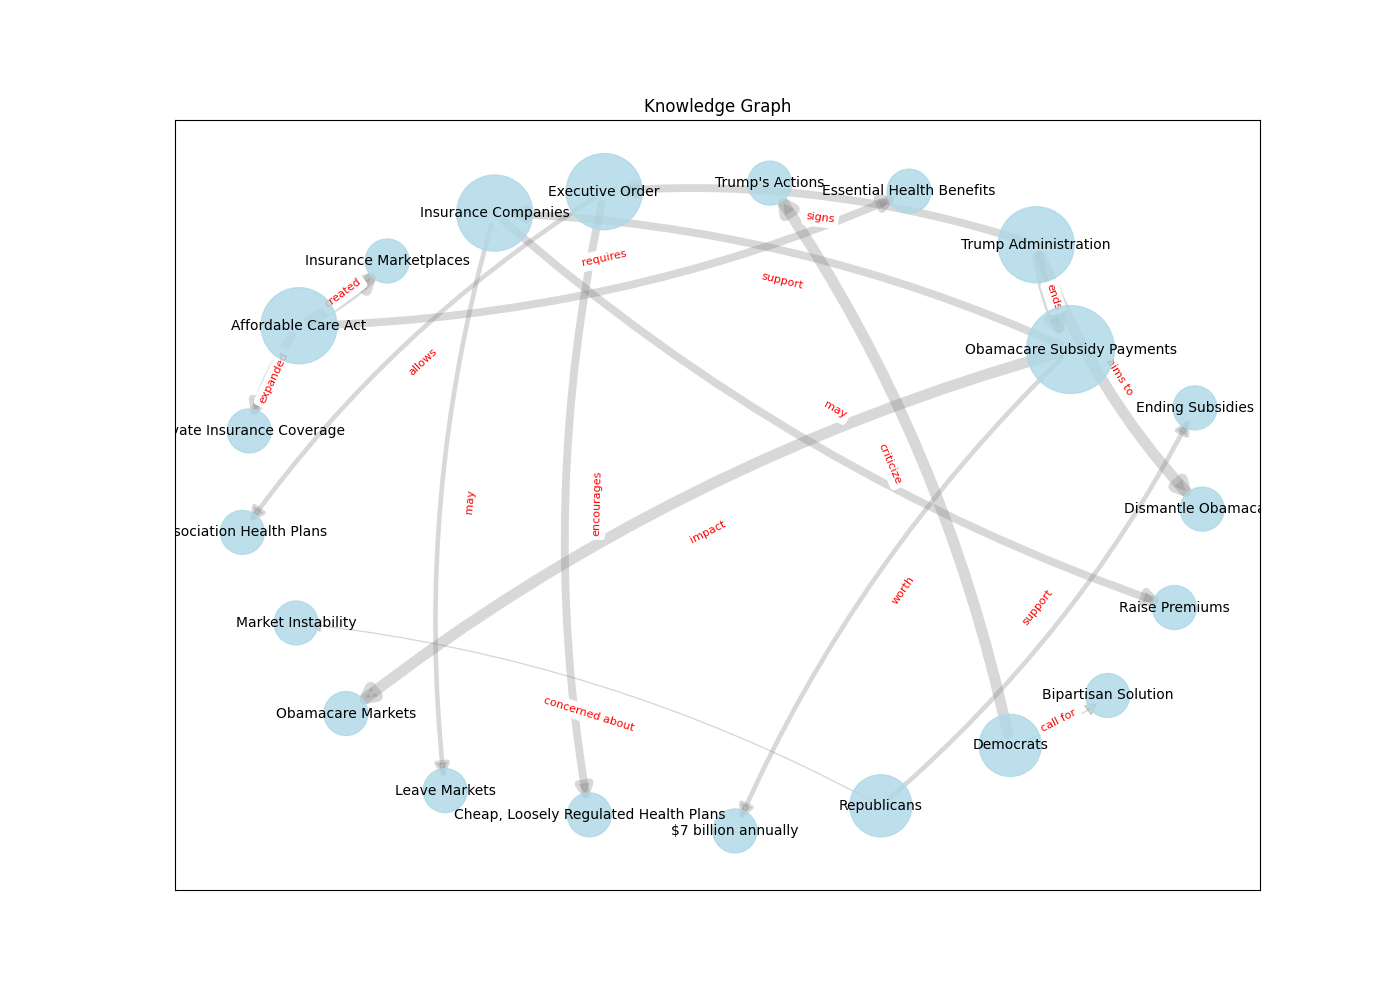 Knowledge Graph
Trump's Actions
Essential Health Benefits
Executive Order
Insurance Companies
signs
Trump Administration
requires
Insurance Marketplaces
support
reated
ends
Affordable Care Act
Obamacare Subsidy Payments
allows
expanded
ims to
may
Ending Subsidies
vate Insurance Coverage
criticize
may
encourages
Dismantle Obamaca
sociation Health Plans
impact
worth
support
Raise Premiums
Market Instability
Bipartisan Solution
concerned about
Obamacare Markets
call for
Democrats
Leave Markets
Republicans
Cheap, Loosely Regulated Health Plans
$7 billion annually